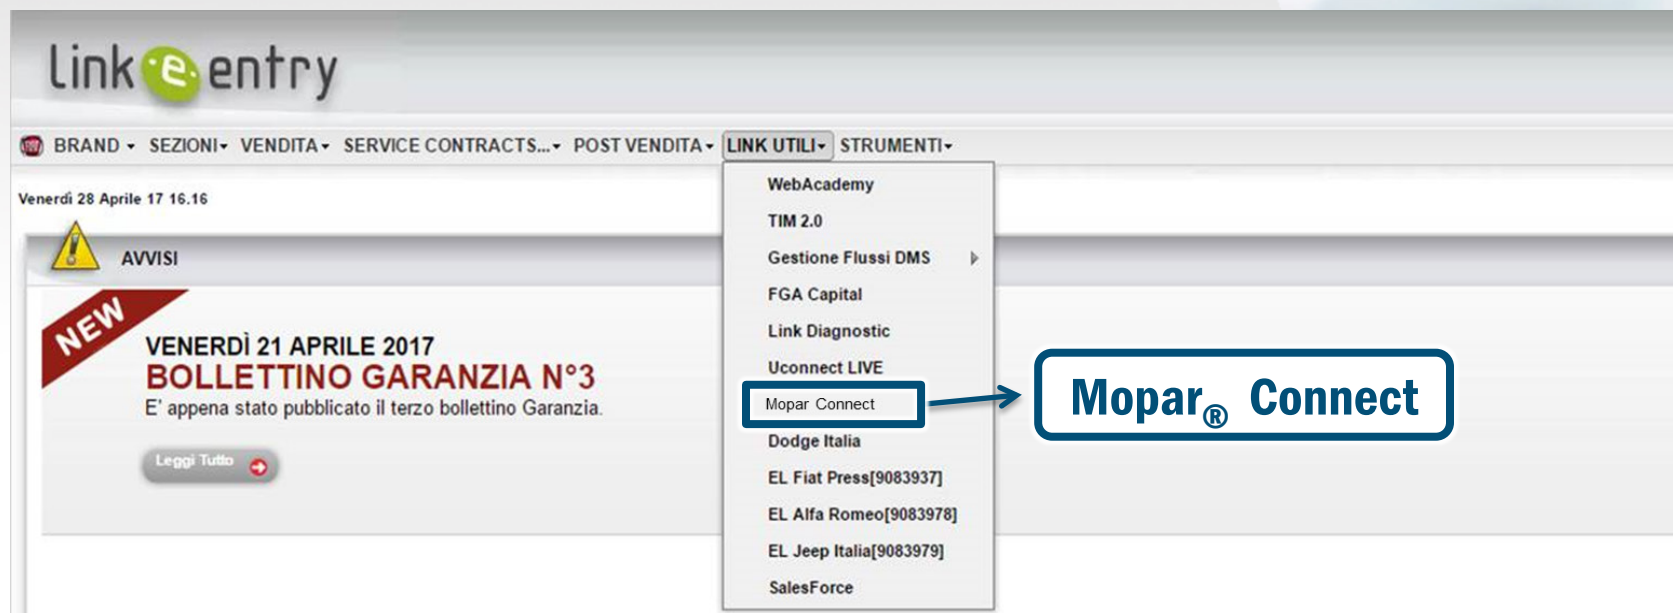 Link e entry
BRAND SEZIONI VENDITA SERVICE CONTRACTS... POST VENDITA LINK UTILI STRUMENTI
Venerdì 28 Aprile 17 16.16
AVVISI
NEW
VENERDÌ 21 APRILE 2017
BOLLETTINO GARANZIA N°3
E' appena stato pubblicato il terzo bollettino Garanzia.
Leggi Tutto
WebAcademy
TIM 2.0
Gestione Flussi DMS
FGA Capital
Link Diagnostic
Uconnect LIVE
Mopar Connect
Dodge Italia
EL Fiat Press[9083937]
EL Alfa Romeo[9083978]
EL Jeep Italia[9083979]
SalesForce
Mopar® Connect